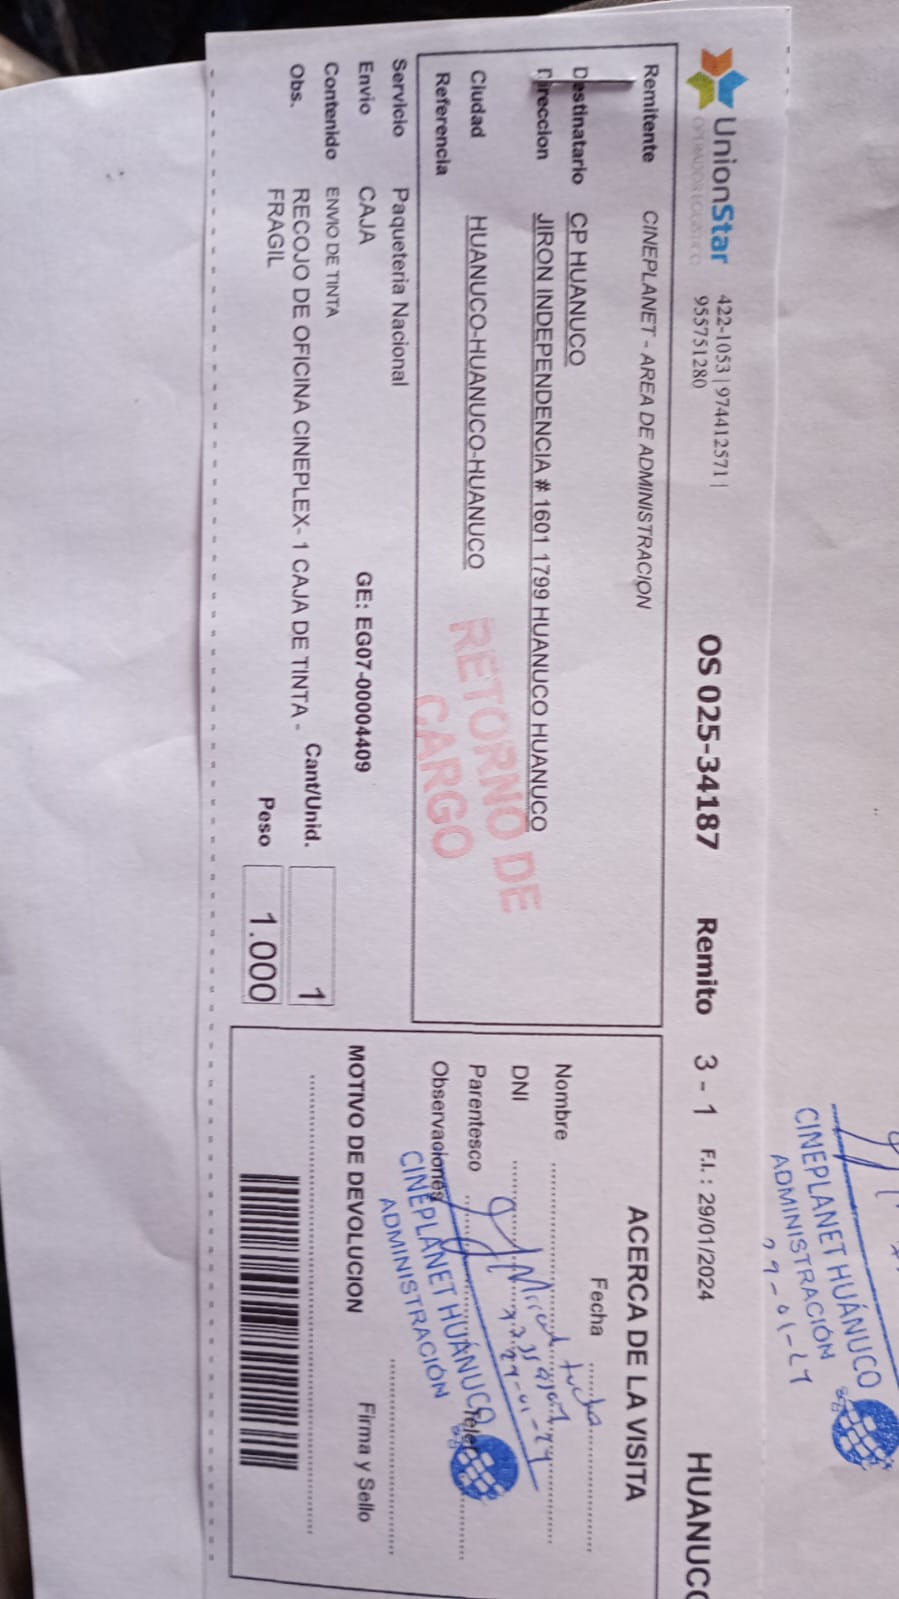 UnionStar
OPERADOR LOGISTICO
422-1053 | 974412571 |
955751280
OS 025-34187 Remito 3 - 1 F.I. : 29/01/2024 HUANUCO
Remitente CINEPLANET - AREA DE ADMINISTRACION
Destinatario CP HUANUCO
Direccion JIRON INDEPENDENCIA # 1601 1799 HUANUCO HUANUCO
Ciudad HUANUCO-HUANUCO-HUANUCO
Referencia
RETORNO DE
CARGO
Servicio Paqueteria Nacional
Envio CAJA GE: EG07-00004409
Contenido ENVIO DE TINTA
Obs. RECOJO DE OFICINA CINEPLEX- 1 CAJA DE TINTA -
FRAGIL
Cant/Unid. 1
Peso 1.000
ACERCA DE LA VISITA
Fecha
Nombre
DNI
Parentesco
Observaciones
CINEPLANET HUÁNUCO
ADMINISTRACIÓN
MOTIVO DE DEVOLUCION Firma y Sello
CINEPLANET HUÁNUCO
ADMINISTRACIÓN